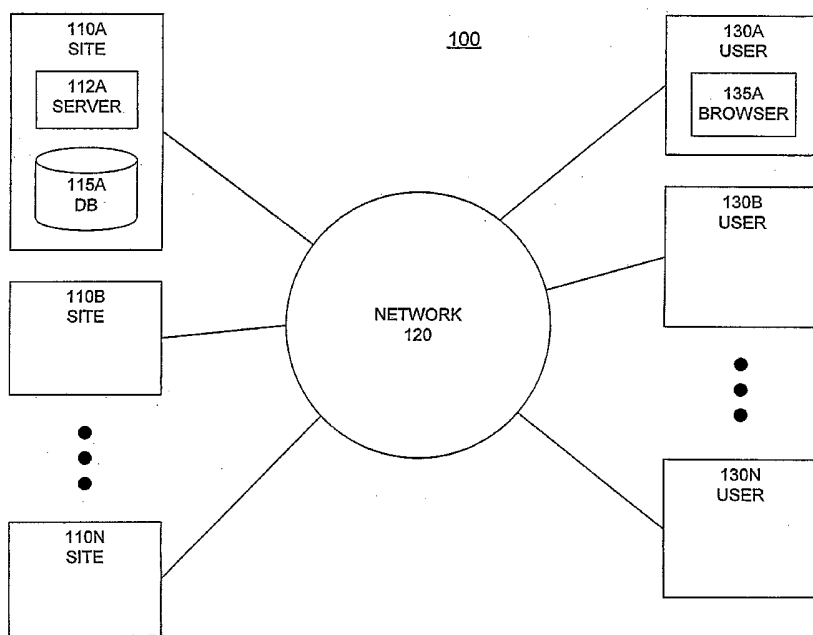 110A
SITE
112A
SERVER
115A
DB
110B
SITE
110N
SITE
100
NETWORK
120
130A
USER
135A
BROWSER
130B
USER
130N
USER